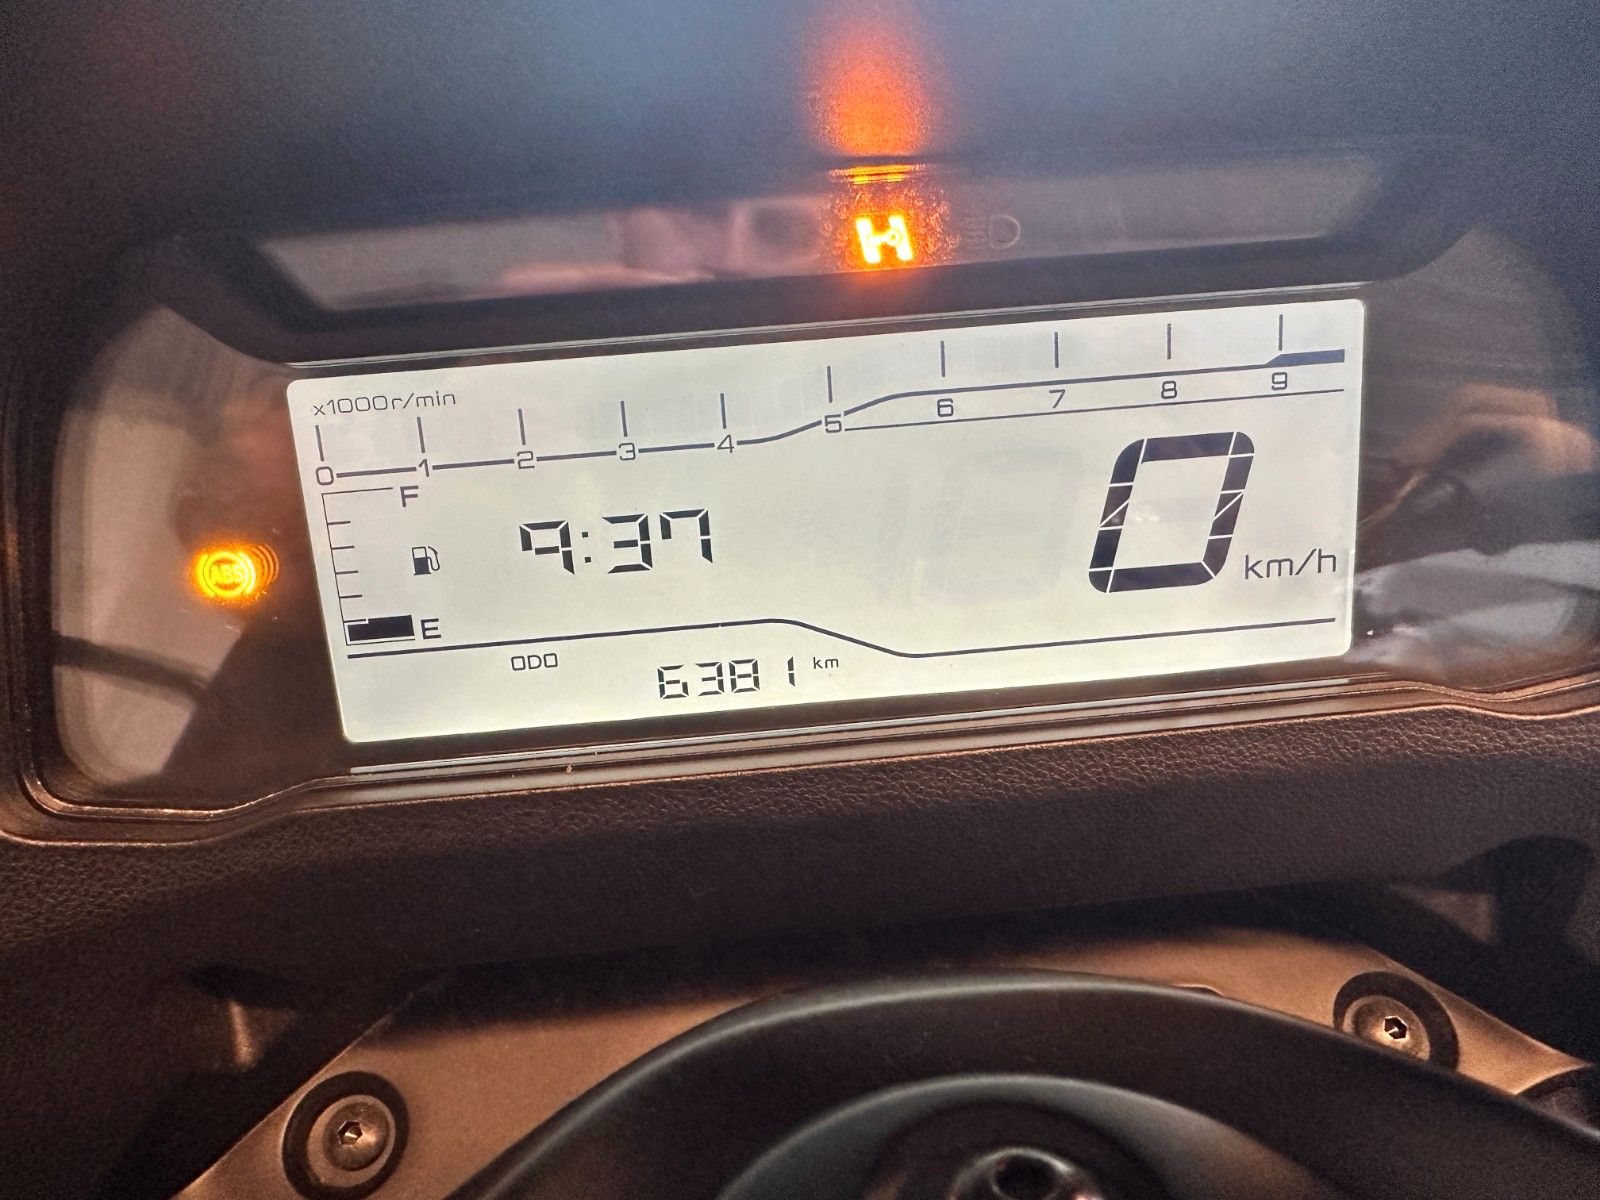 x1000r/min
0 1 2 3 4 5 6 7 8 9
F
9:37
0 km/h
ABS
E
ODO 6381 km